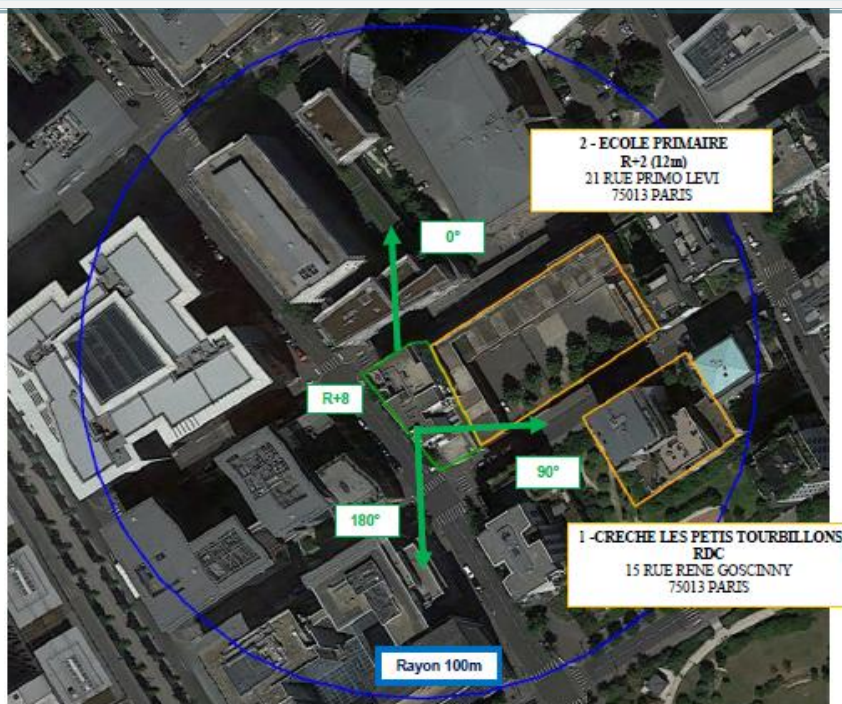 2 - ECOLE PRIMAIRE
R+2 (12m)
21 RUE PRIMO LEVI
75013 PARIS
0°
R+8
90°
180°
1 -CRECHE LES PETIS TOURBILLONS
RDC
15 RUE RENE GOSCINNY
75013 PARIS
Rayon 100m